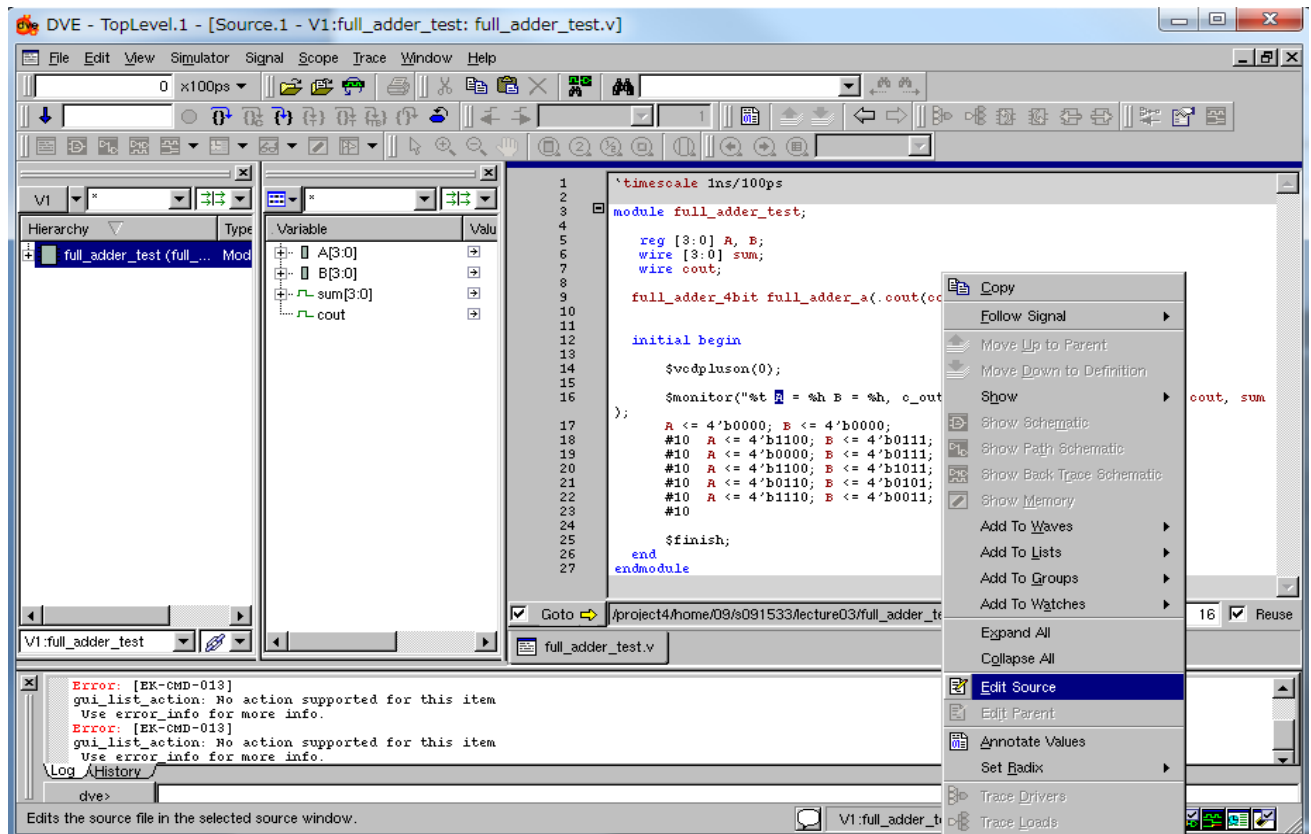 DVE - TopLevel.1 - [Source.1 - V1:full_adder_test: full_adder_test.v]
File Edit View Simulator Signal Scope Trace Window Help
0 x100ps
1
V1 * *
Hierarchy Type Variable Valu
full_adder_test (full_... Mod
A[3:0]
B[3:0]
sum[3:0]
cout
1 `timescale 1ns/100ps
2
3 module full_adder_test;
4
5 reg [3:0] A, B;
6 wire [3:0] sum;
7 wire cout;
8
9 full_adder_4bit full_adder_a(.cout(co
10
11
12 initial begin
13
14 $vcdpluson(0);
15
16 $monitor("%t A = %h B = %h, c_out cout, sum
);
17 A <= 4'b0000; B <= 4'b0000;
18 #10 A <= 4'b1100; B <= 4'b0111;
19 #10 A <= 4'b0000; B <= 4'b0111;
20 #10 A <= 4'b1100; B <= 4'b1011;
21 #10 A <= 4'b0110; B <= 4'b0101;
22 #10 A <= 4'b1110; B <= 4'b0011;
23 #10
24
25 $finish;
26 end
27 endmodule
Copy
Follow Signal
Move Up to Parent
Move Down to Definition
Show
Show Schematic
Show Path Schematic
Show Back Trace Schematic
Show Memory
Add To Waves
Add To Lists
Add To Groups
Add To Watches
Expand All
Collapse All
Edit Source
Edit Parent
Annotate Values
Set Radix
Trace Drivers
Trace Loads
Goto /project4/home/09/s091533/lecture03/full_adder_te 16 Reuse
V1:full_adder_test
full_adder_test.v
Error: [EK-CMD-013]
gui_list_action: No action supported for this item
Use error_info for more info.
Error: [EK-CMD-013]
gui_list_action: No action supported for this item
Use error_info for more info.
Log History
dve>
Edits the source file in the selected source window.
V1:full_adder_t